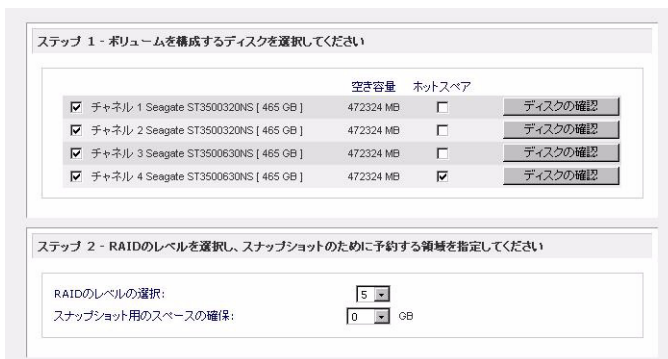 ステップ 1 - ボリュームを構成するディスクを選択してください
空き容量 ホットスペア
チャネル 1 Seagate ST3500320NS [ 465 GB ] 472324 MB ディスクの確認
チャネル 2 Seagate ST3500320NS [ 465 GB ] 472324 MB ディスクの確認
チャネル 3 Seagate ST3500630NS [ 465 GB ] 472324 MB ディスクの確認
チャネル 4 Seagate ST3500630NS [ 465 GB ] 472324 MB ディスクの確認
ステップ 2 - RAIDのレベルを選択し、スナップショットのために予約する領域を指定してください
RAIDのレベルの選択: 5
スナップショット用のスペースの確保: 0 GB